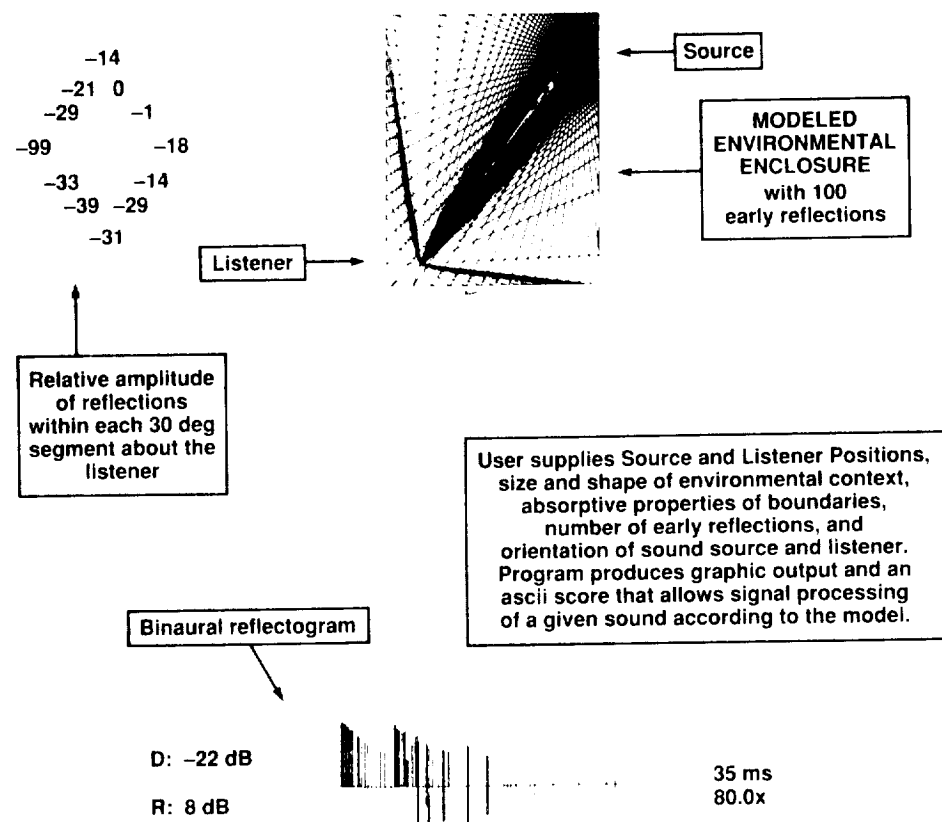 −14
−21 0
−29 −1
−99 −18
−33 −14
−39 −29
−31
Source
MODELED
ENVIRONMENTAL
ENCLOSURE
with 100
early reflections
Listener
Relative amplitude
of reflections
within each 30 deg
segment about the
listener
User supplies Source and Listener Positions,
size and shape of environmental context,
absorptive properties of boundaries,
number of early reflections, and
orientation of sound source and listener.
Program produces graphic output and an
ascii score that allows signal processing
of a given sound according to the model.
Binaural reflectogram
D: −22 dB
R: 8 dB
35 ms
80.0x